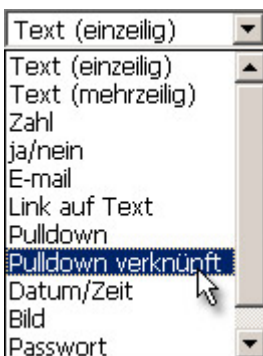 Text (einzeilig)
Text (einzeilig)
Text (mehrzeilig)
Zahl
ja/nein
E-mail
Link auf Text
Pulldown
Pulldown verknüpft
Datum/Zeit
Bild
Passwort